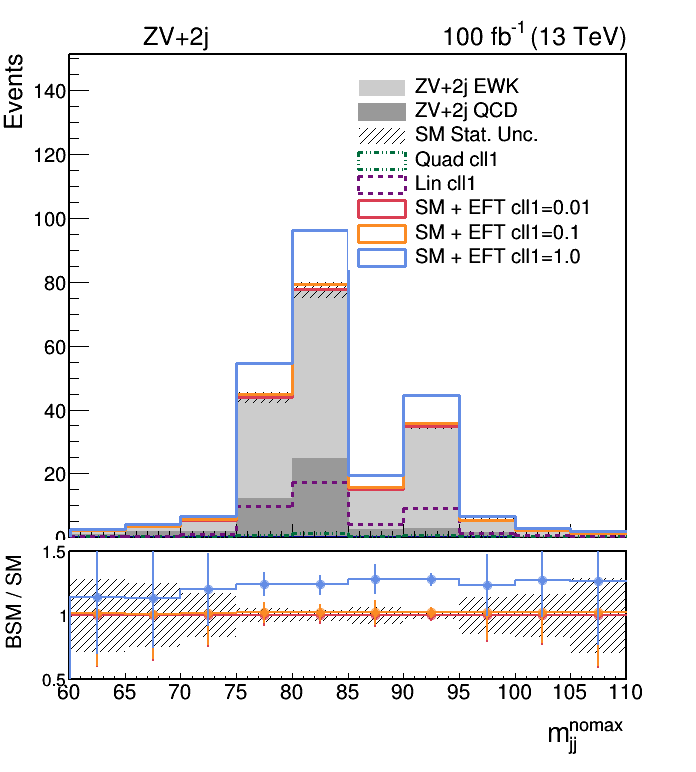 ZV+2j 100 fb-1 (13 TeV)
Events
140
120
100
80
60
40
20
0
ZV+2j EWK
ZV+2j QCD
SM Stat. Unc.
Quad cll1
Lin cll1
SM + EFT cll1=0.01
SM + EFT cll1=0.1
SM + EFT cll1=1.0
BSM / SM
1.5
1
0.5
60 65 70 75 80 85 90 95 100 105 110
m_jj^nomax